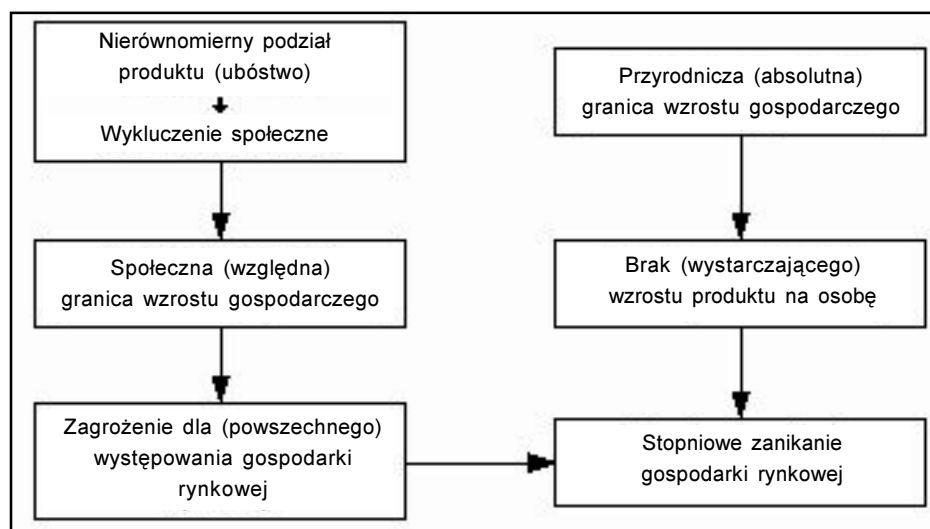 Nierównomierny podział
produktu (ubóstwo)
Wykluczenie społeczne
Społeczna (względna)
granica wzrostu gospodarczego
Zagrożenie dla (powszechnego)
występowania gospodarki
rynkowej
Przyrodnicza (absolutna)
granica wzrostu gospodarczego
Brak (wystarczającego)
wzrostu produktu na osobę
Stopniowe zanikanie
gospodarki rynkowej